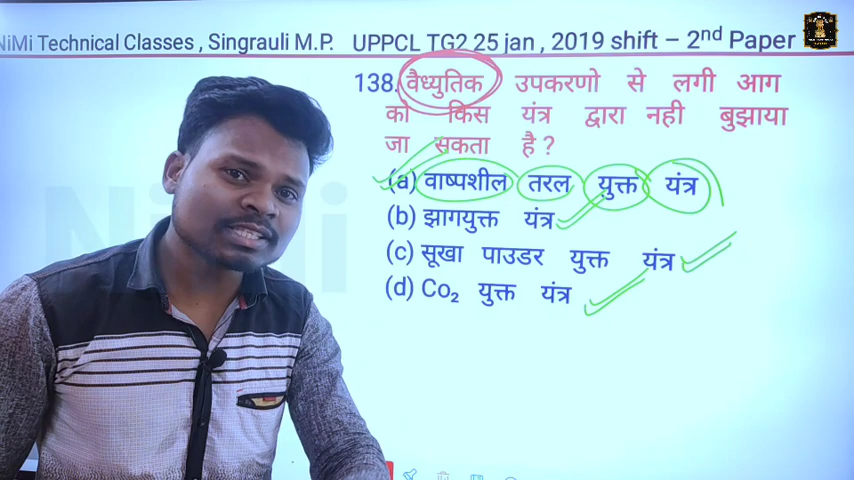 NiMi Technical Classes , Singrauli M.P. UPPCL TG2 25 jan , 2019 shift – 2nd Paper
138. वैध्युतिक उपकरणो से लगी आग
को किस यंत्र द्वारा नही बुझाया
जा सकता है ?
(a) वाष्पशील तरल युक्त यंत्र
(b) झागयुक्त यंत्र
(c) सूखा पाउडर युक्त यंत्र
(d) Co₂ युक्त यंत्र